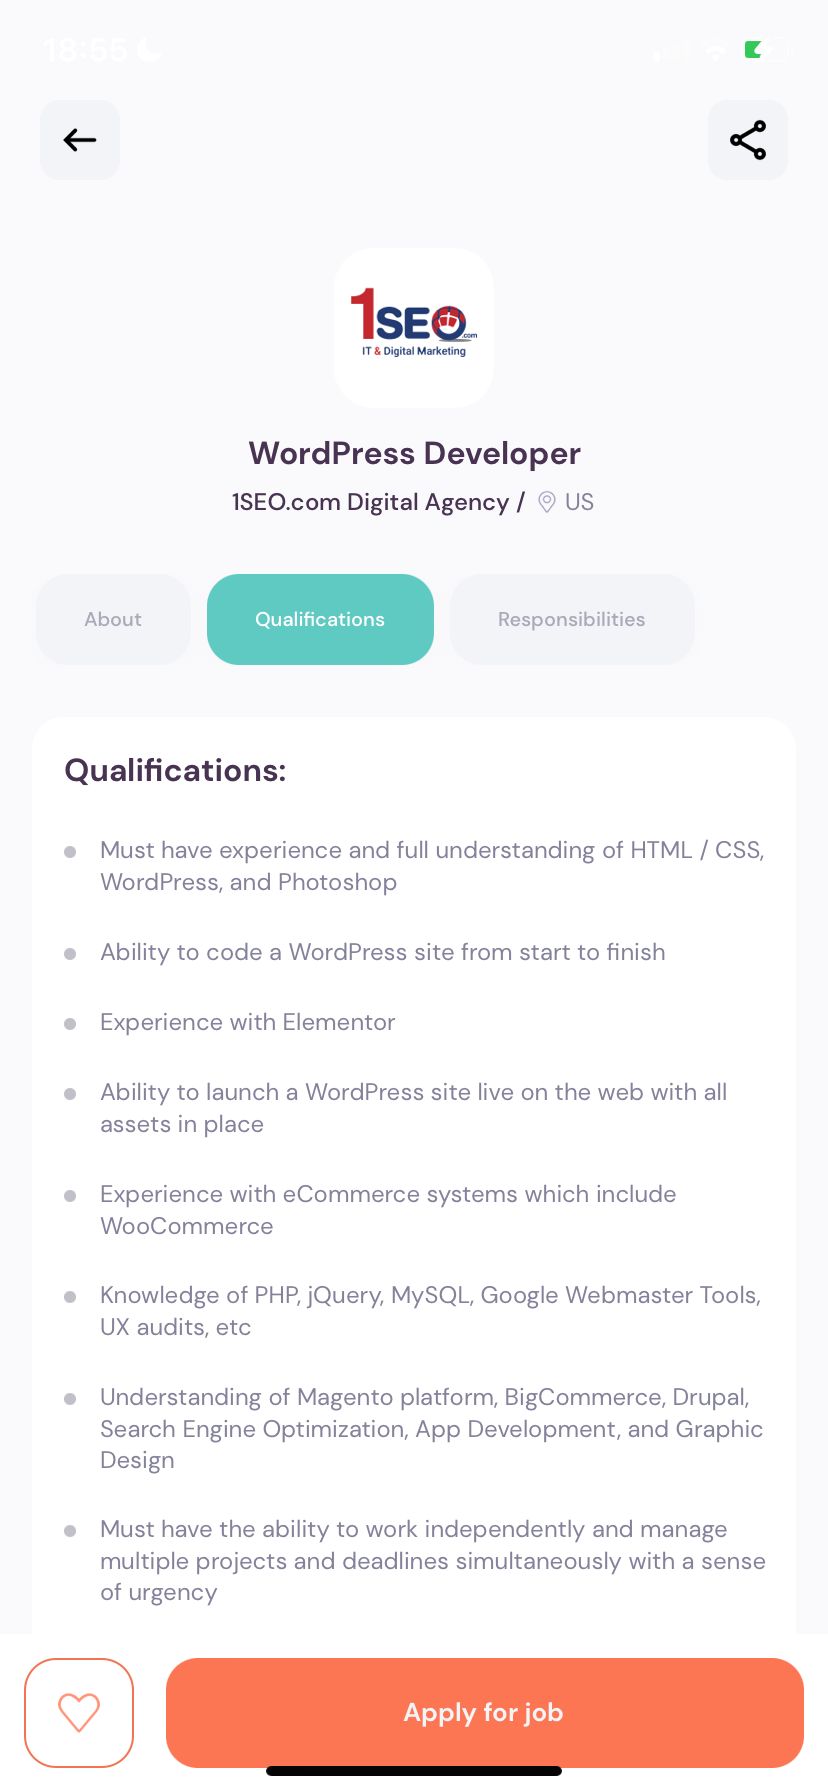 18:55
1SEO.com
IT & Digital Marketing
WordPress Developer
1SEO.com Digital Agency / US
About
Qualifications
Responsibilities
Qualifications:
Must have experience and full understanding of HTML / CSS,
WordPress, and Photoshop
Ability to code a WordPress site from start to finish
Experience with Elementor
Ability to launch a WordPress site live on the web with all
assets in place
Experience with eCommerce systems which include
WooCommerce
Knowledge of PHP, jQuery, MySQL, Google Webmaster Tools,
UX audits, etc
Understanding of Magento platform, BigCommerce, Drupal,
Search Engine Optimization, App Development, and Graphic
Design
Must have the ability to work independently and manage
multiple projects and deadlines simultaneously with a sense
of urgency
Apply for job